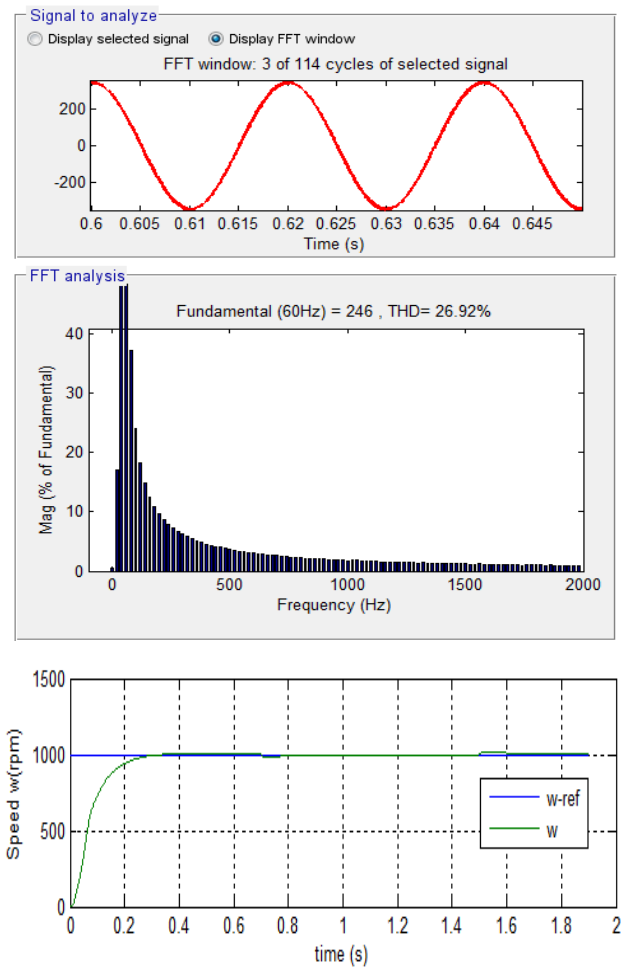 Signal to analyze
Display selected signal Display FFT window
FFT window: 3 of 114 cycles of selected signal
200
0
-200
0.6 0.605 0.61 0.615 0.62 0.625 0.63 0.635 0.64 0.645
Time (s)
FFT analysis
Fundamental (60Hz) = 246 , THD= 26.92%
Mag (% of Fundamental)
40
30
20
10
0
0 500 1000 1500 2000
Frequency (Hz)
Speed w(rpm)
1500
1000
500
0
w-ref
w
0 0.2 0.4 0.6 0.8 1 1.2 1.4 1.6 1.8 2
time (s)